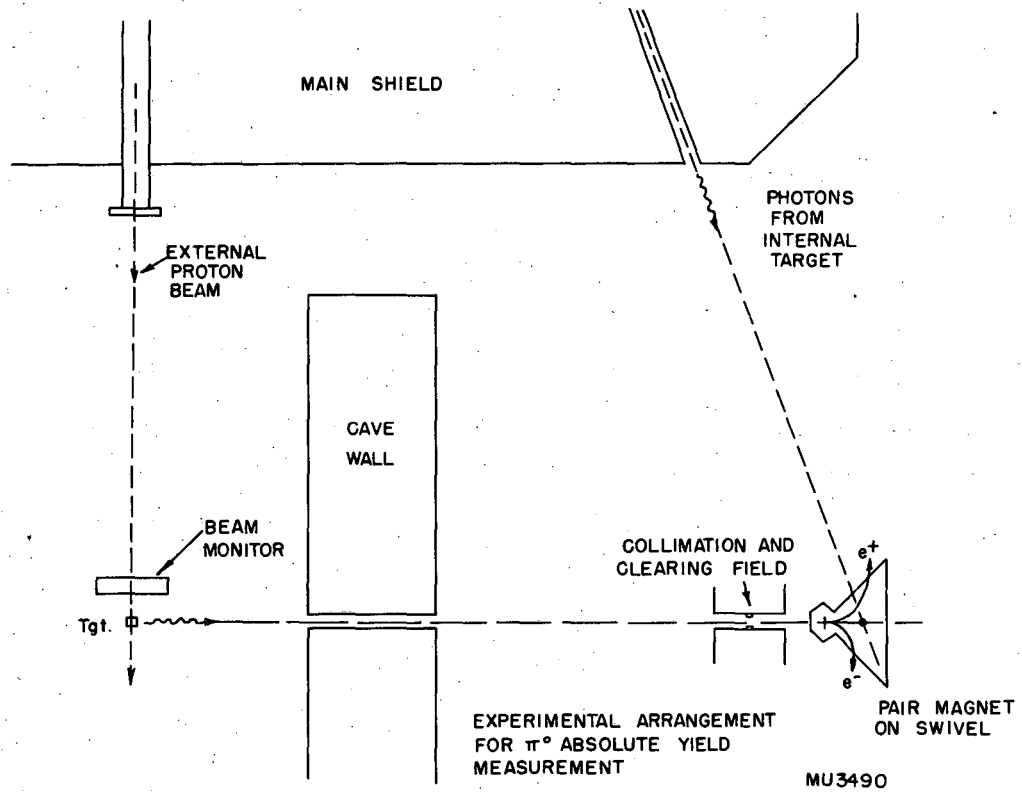 MAIN SHIELD
PHOTONS
FROM
INTERNAL
TARGET
EXTERNAL
PROTON
BEAM
CAVE
WALL
BEAM
MONITOR
COLLIMATION AND
CLEARING FIELD
e+
Tgt.
e-
PAIR MAGNET
ON SWIVEL
EXPERIMENTAL ARRANGEMENT
FOR π° ABSOLUTE YIELD
MEASUREMENT
MU3490